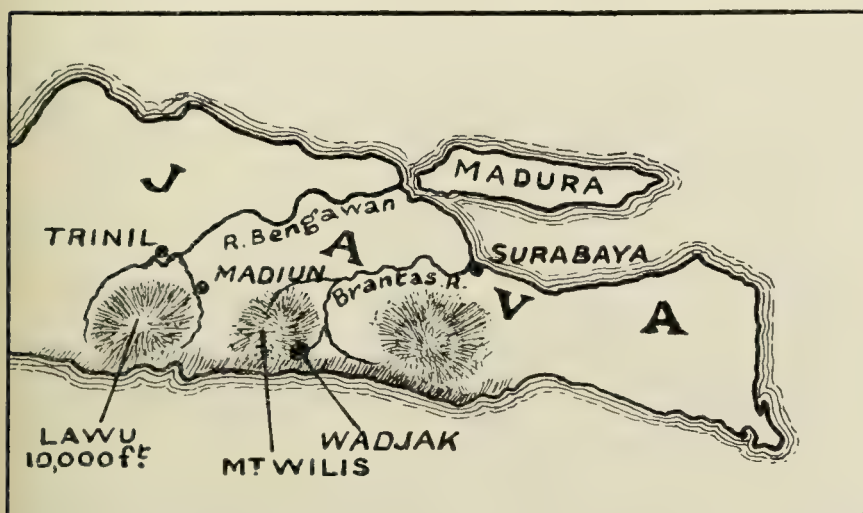 MADURA
J
R. Bengawan
TRINIL
A
SURABAYA
MADIUN
Brantas R.
V
A
LAWU
10,000 ft.
MT WILIS
WADJAK